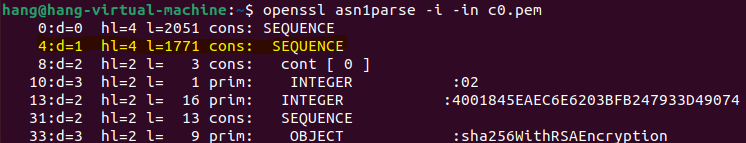 hang@hang-virtual-machine:~$ openssl asn1parse -i -in c0.pem
0:d=0 hl=4 l=2051 cons: SEQUENCE
4:d=1 hl=4 l=1771 cons: SEQUENCE
8:d=2 hl=2 l= 3 cons: cont [ 0 ]
10:d=3 hl=2 l= 1 prim: INTEGER :02
13:d=2 hl=2 l= 16 prim: INTEGER :4001845EAEC6E6203BFB247933D49074
31:d=2 hl=2 l= 13 cons: SEQUENCE
33:d=3 hl=2 l= 9 prim: OBJECT :sha256WithRSAEncryption